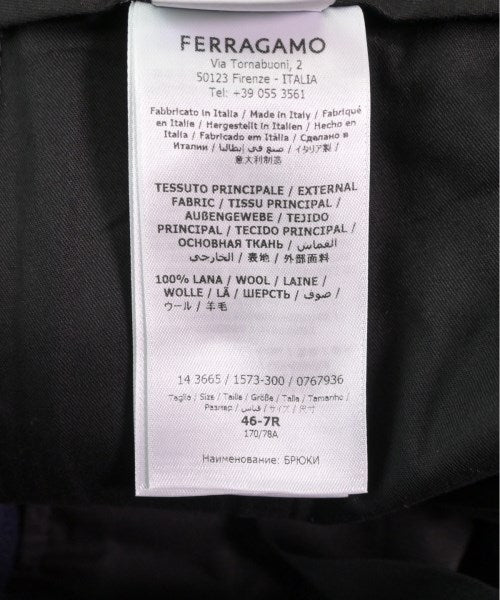 FERRAGAMO
Via Tornabuoni, 2
50123 Firenze - ITALIA
Tel: +39 055 3561
Fabbricato in Italia / Made in Italy / Fabriqué
en Italie / Hergestellt in Italien / Hecho en
Italia / Fabricado em Itália / Сделано в
Италии / صنع في إيطاليا / イタリア製 /
意大利制造
TESSUTO PRINCIPALE / EXTERNAL
FABRIC / TISSU PRINCIPAL /
AUßENGEWEBE / TEJIDO
PRINCIPAL / TECIDO PRINCIPAL /
ОСНОВНАЯ ТКАНЬ / القماش
الخارجي / 表地 / 外部面料
100% LANA / WOOL / LAINE /
WOLLE / LÃ / ШЕРСТЬ / صوف /
ウール / 羊毛
14 3665 / 1573-300 / 0767936
Taglia / Size / Taille / Größe / Talla / Tamanho /
Размер / قياس / サイズ / 尺寸
46-7R
170/78A
Наименование: БРЮКИ